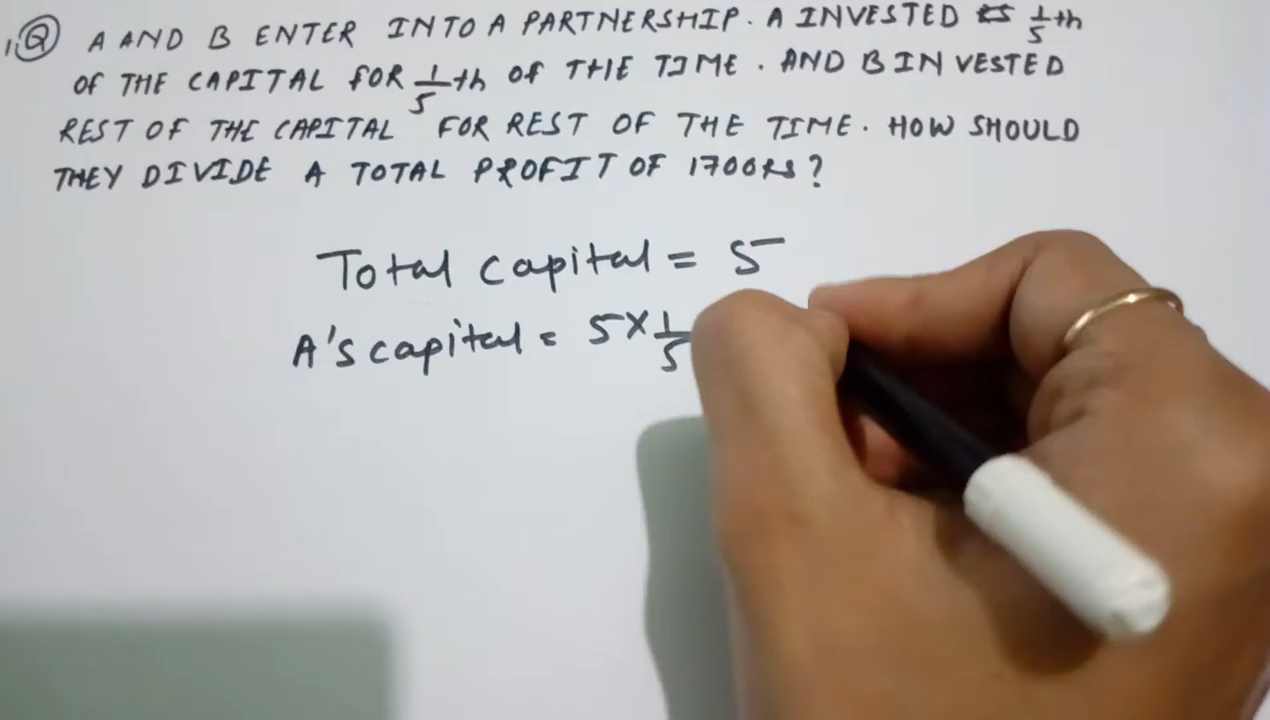 1. Q A AND B ENTER INTO A PARTNERSHIP. A INVESTED 1/5th
OF THE CAPITAL FOR 1/5th OF THE TIME. AND B INVESTED
REST OF THE CAPITAL FOR REST OF THE TIME. HOW SHOULD
THEY DIVIDE A TOTAL PROFIT OF 1700RS?
Total capital = 5
A's capital = 5 × 1/5